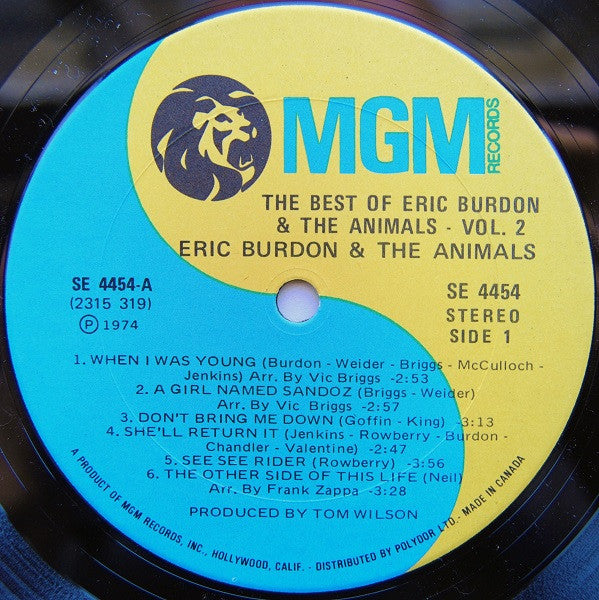 MGM
RECORDS
THE BEST OF ERIC BURDON
& THE ANIMALS - VOL. 2
ERIC BURDON & THE ANIMALS
SE 4454-A
(2315 319)
Ⓟ 1974
SE 4454
STEREO
SIDE 1
1. WHEN I WAS YOUNG (Burdon - Weider - Briggs - McCulloch -
Jenkins) Arr. By Vic Briggs -2:53
2. A GIRL NAMED SANDOZ (Briggs - Weider)
Arr. By Vic Briggs -2:57
3. DON'T BRING ME DOWN (Goffin - King) -3:13
4. SHE'LL RETURN IT (Jenkins - Rowberry - Burdon -
Chandler - Valentine) -2:47
5. SEE SEE RIDER (Rowberry) -3:56
6. THE OTHER SIDE OF THIS LIFE (Neil)
Arr. By Frank Zappa -3:28
PRODUCED BY TOM WILSON
A PRODUCT OF MGM RECORDS, INC., HOLLYWOOD, CALIF. - DISTRIBUTED BY POLYDOR LTD. - MADE IN CANADA